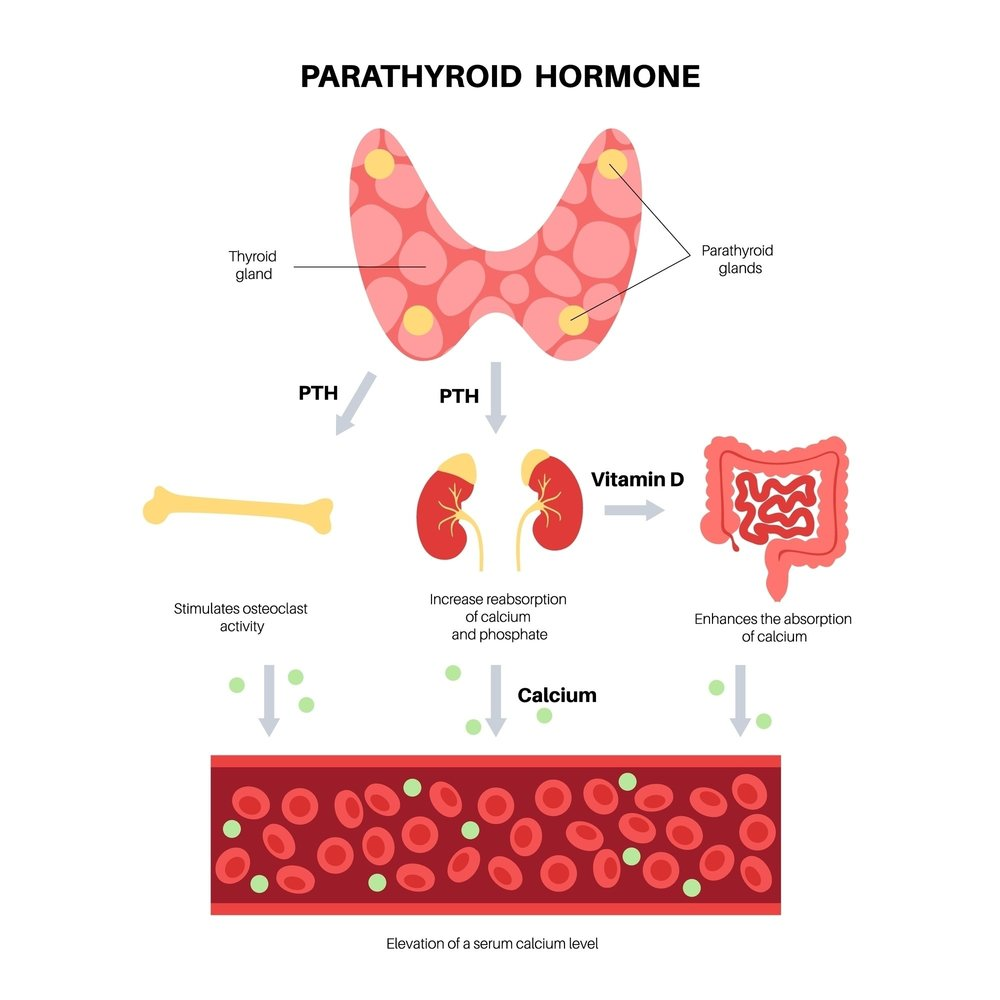 PARATHYROID HORMONE
Thyroid
gland
Parathyroid
glands
PTH
PTH
Vitamin D
Stimulates osteoclast
activity
Increase reabsorption
of calcium
and phosphate
Enhances the absorption
of calcium
Calcium
Elevation of a serum calcium level